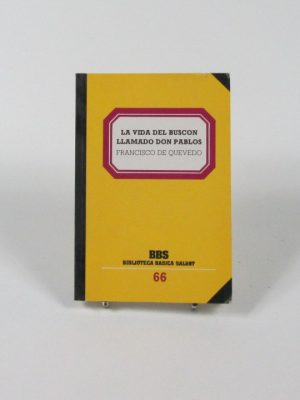 LA VIDA DEL BUSCON
LLAMADO DON PABLOS
FRANCISCO DE QUEVEDO
BBS
BIBLIOTECA BASICA SALVAT
66